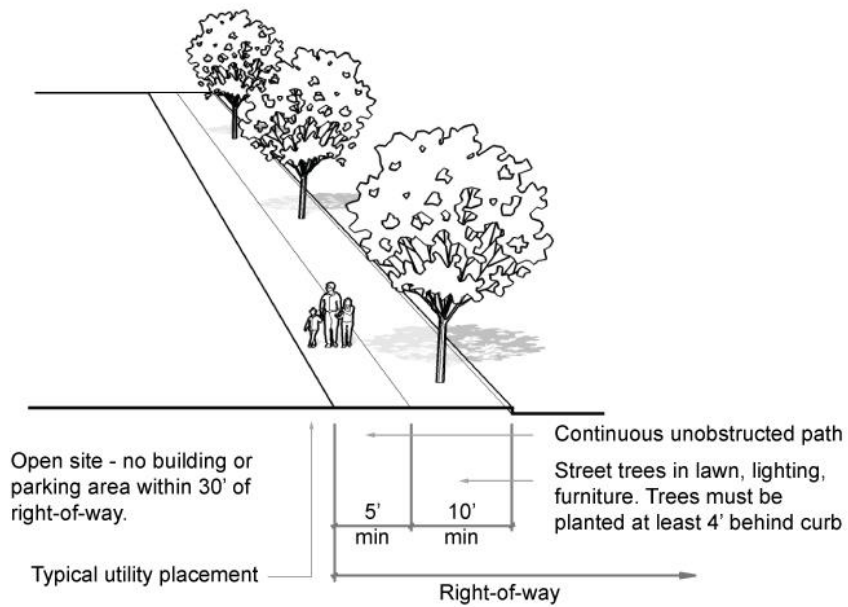 Continuous unobstructed path
Open site - no building or
parking area within 30’ of
right-of-way.
Street trees in lawn, lighting,
furniture. Trees must be
planted at least 4’ behind curb
5’
min
10’
min
Typical utility placement
Right-of-way